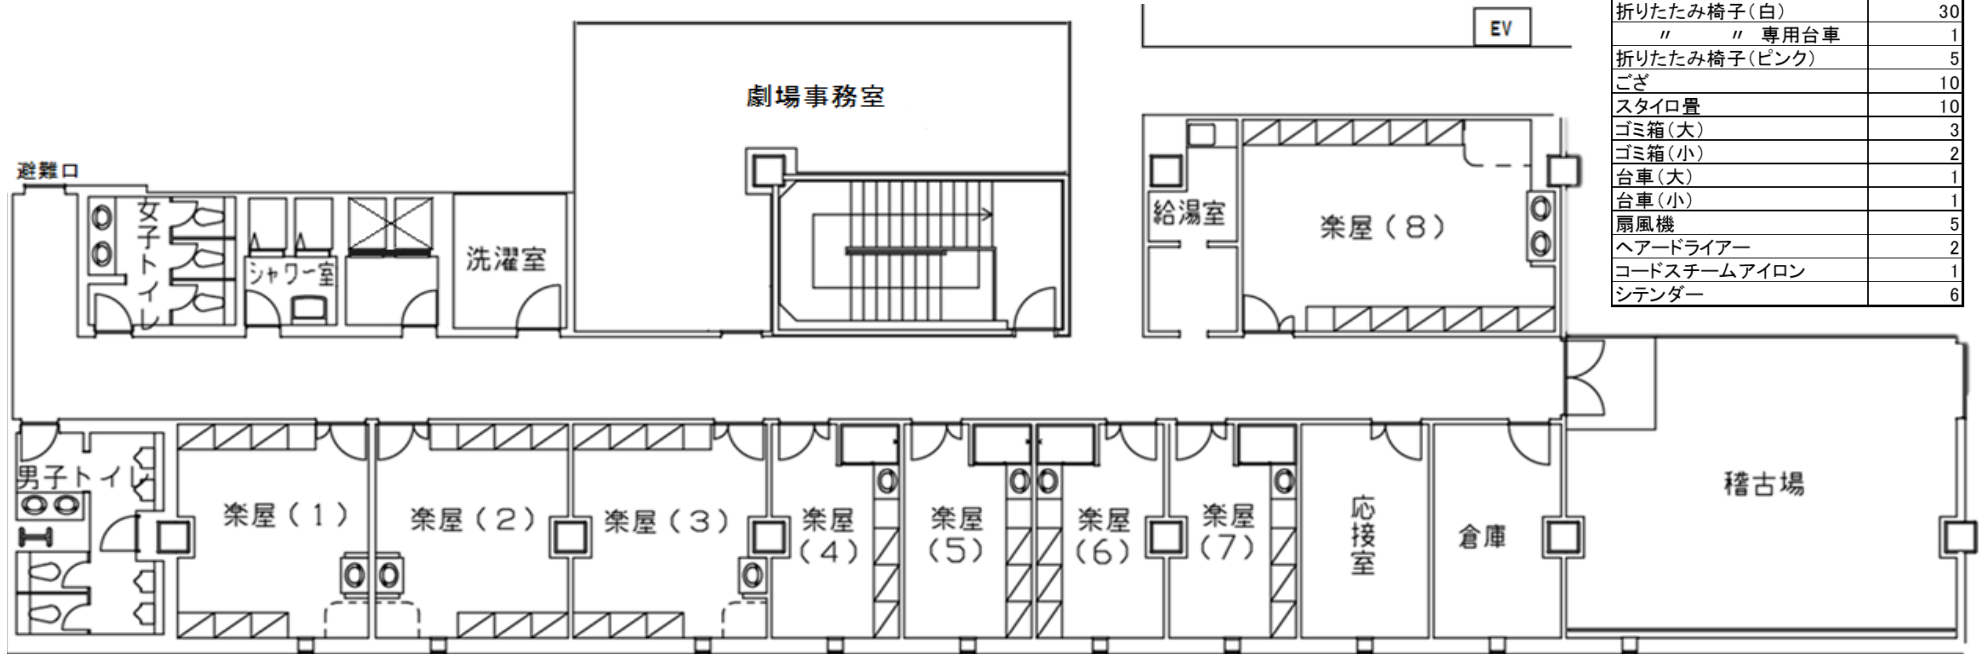 EV
折りたたみ椅子(白) 30
〃 〃 専用台車 1
折りたたみ椅子(ピンク) 5
ござ 10
スタイロ畳 10
ゴミ箱(大) 3
ゴミ箱(小) 2
台車(大) 1
台車(小) 1
扇風機 5
ヘアードライアー 2
コードスチームアイロン 1
シテンダー 6
劇場事務室
避難口
女子トイレ
シャワー室
洗濯室
給湯室
楽屋(8)
男子トイレ
楽屋(1)
楽屋(2)
楽屋(3)
楽屋
(4)
楽屋
(5)
楽屋
(6)
楽屋
(7)
応接室
倉庫
稽古場